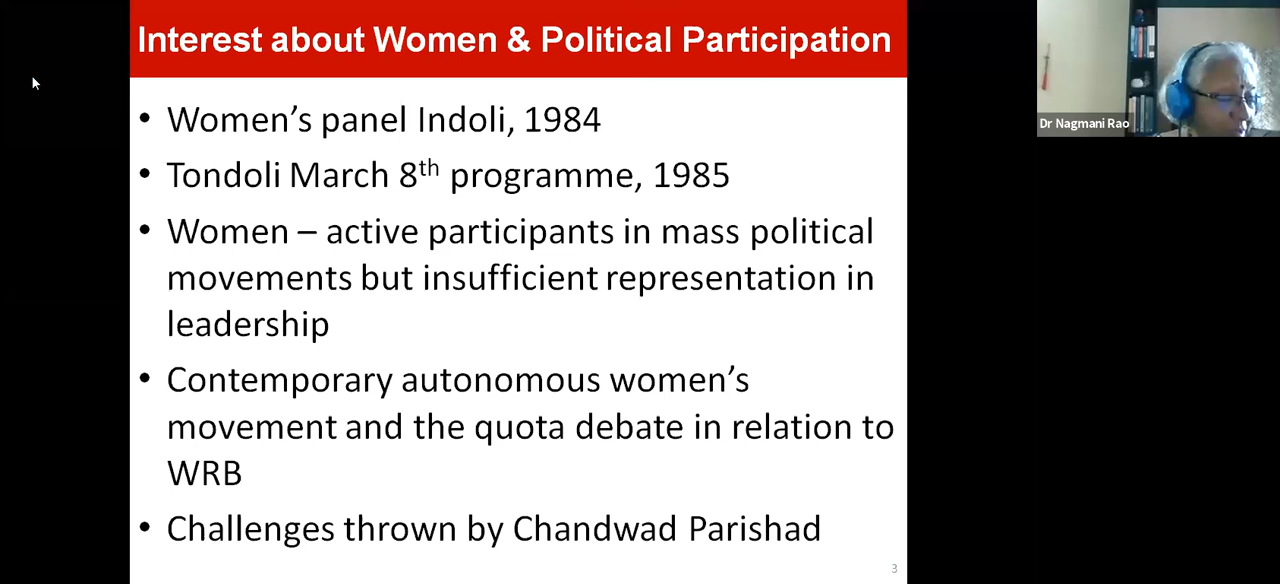 Interest about Women & Political Participation
• Women’s panel Indoli, 1984
• Tondoli March 8th programme, 1985
• Women – active participants in mass political
movements but insufficient representation in
leadership
• Contemporary autonomous women’s
movement and the quota debate in relation to
WRB
• Challenges thrown by Chandwad Parishad
3
Dr Nagmani Rao